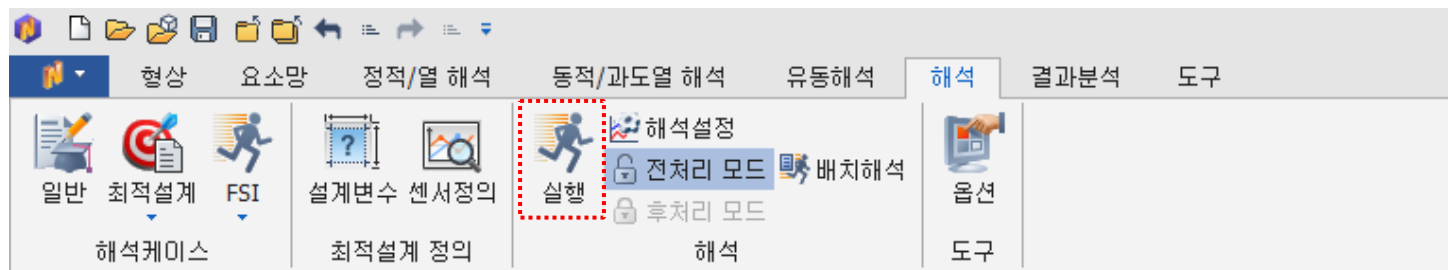 형상 요소망 정적/열 해석 동적/과도열 해석 유동해석 해석 결과분석 도구
일반 최적설계 FSI
해석케이스
? 
설계변수 센서정의
최적설계 정의
실행
해석설정
전처리 모드
후처리 모드
배치해석
해석
옵션
도구